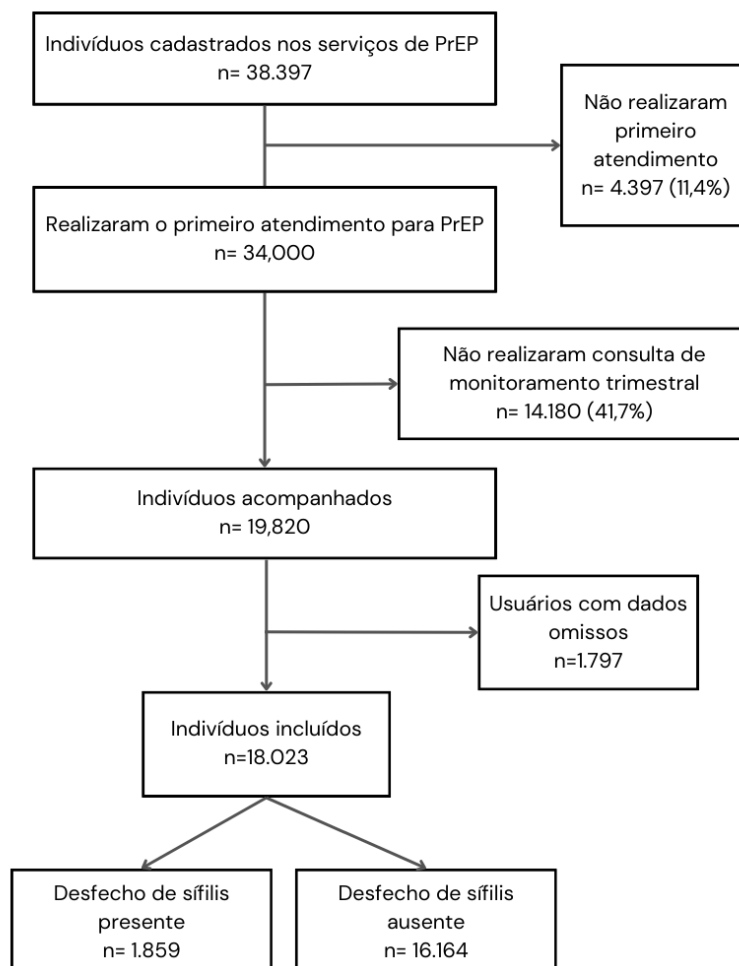 Indivíduos cadastrados nos serviços de PrEP
n= 38.397
Não realizaram
primeiro
atendimento
n= 4.397 (11,4%)
Realizaram o primeiro atendimento para PrEP
n= 34,000
Não realizaram consulta de
monitoramento trimestral
n= 14.180 (41,7%)
Indivíduos acompanhados
n= 19,820
Usuários com dados
omissos
n=1.797
Indivíduos incluídos
n=18.023
Desfecho de sífilis
presente
n= 1.859
Desfecho de sífilis
ausente
n= 16.164